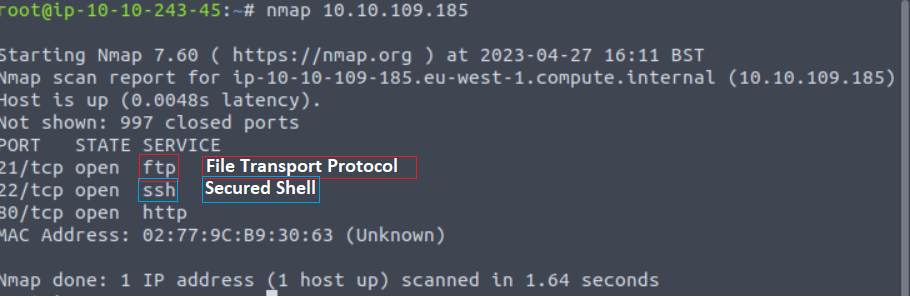 root@ip-10-10-243-45:~# nmap 10.10.109.185
Starting Nmap 7.60 ( https://nmap.org ) at 2023-04-27 16:11 BST
Nmap scan report for ip-10-10-109-185.eu-west-1.compute.internal (10.10.109.185)
Host is up (0.0048s latency).
Not shown: 997 closed ports
PORT   STATE SERVICE
21/tcp open  ftp File Transport Protocol
22/tcp open  ssh Secured Shell
80/tcp open  http
MAC Address: 02:77:9C:B9:30:63 (Unknown)
Nmap done: 1 IP address (1 host up) scanned in 1.64 seconds